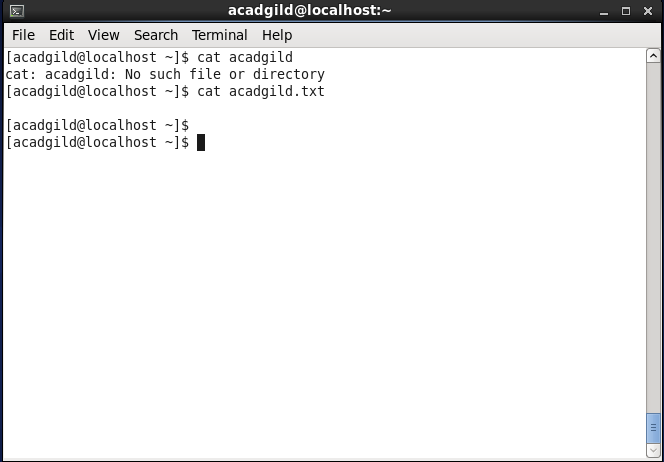 acadgild@localhost:~
File Edit View Search Terminal Help
[acadgild@localhost ~]$ cat acadgild
cat: acadgild: No such file or directory
[acadgild@localhost ~]$ cat acadgild.txt
[acadgild@localhost ~]$
[acadgild@localhost ~]$